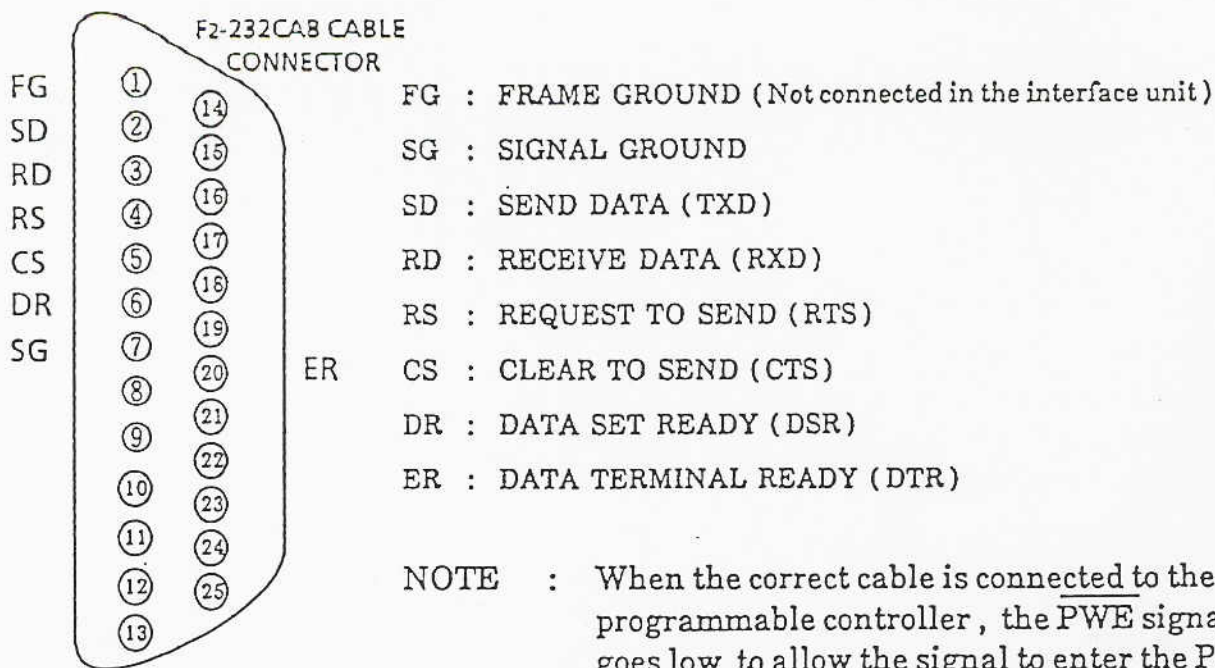 F2-232CAB CABLE
CONNECTOR
FG ①
⑭
SD ②
⑮
RD ③
⑯
RS ④
⑰
CS ⑤
⑱
DR ⑥
⑲
SG ⑦
⑳ ER
⑧
㉑
⑨
㉒
⑩
㉓
⑪
㉔
⑫
㉕
⑬
FG : FRAME GROUND (Not connected in the interface unit)
SG : SIGNAL GROUND
SD : SEND DATA (TXD)
RD : RECEIVE DATA (RXD)
RS : REQUEST TO SEND (RTS)
CS : CLEAR TO SEND (CTS)
DR : DATA SET READY (DSR)
ER : DATA TERMINAL READY (DTR)
NOTE : When the correct cable is connected to the
programmable controller , the PWE signa
goes low to allow the signal to enter the P